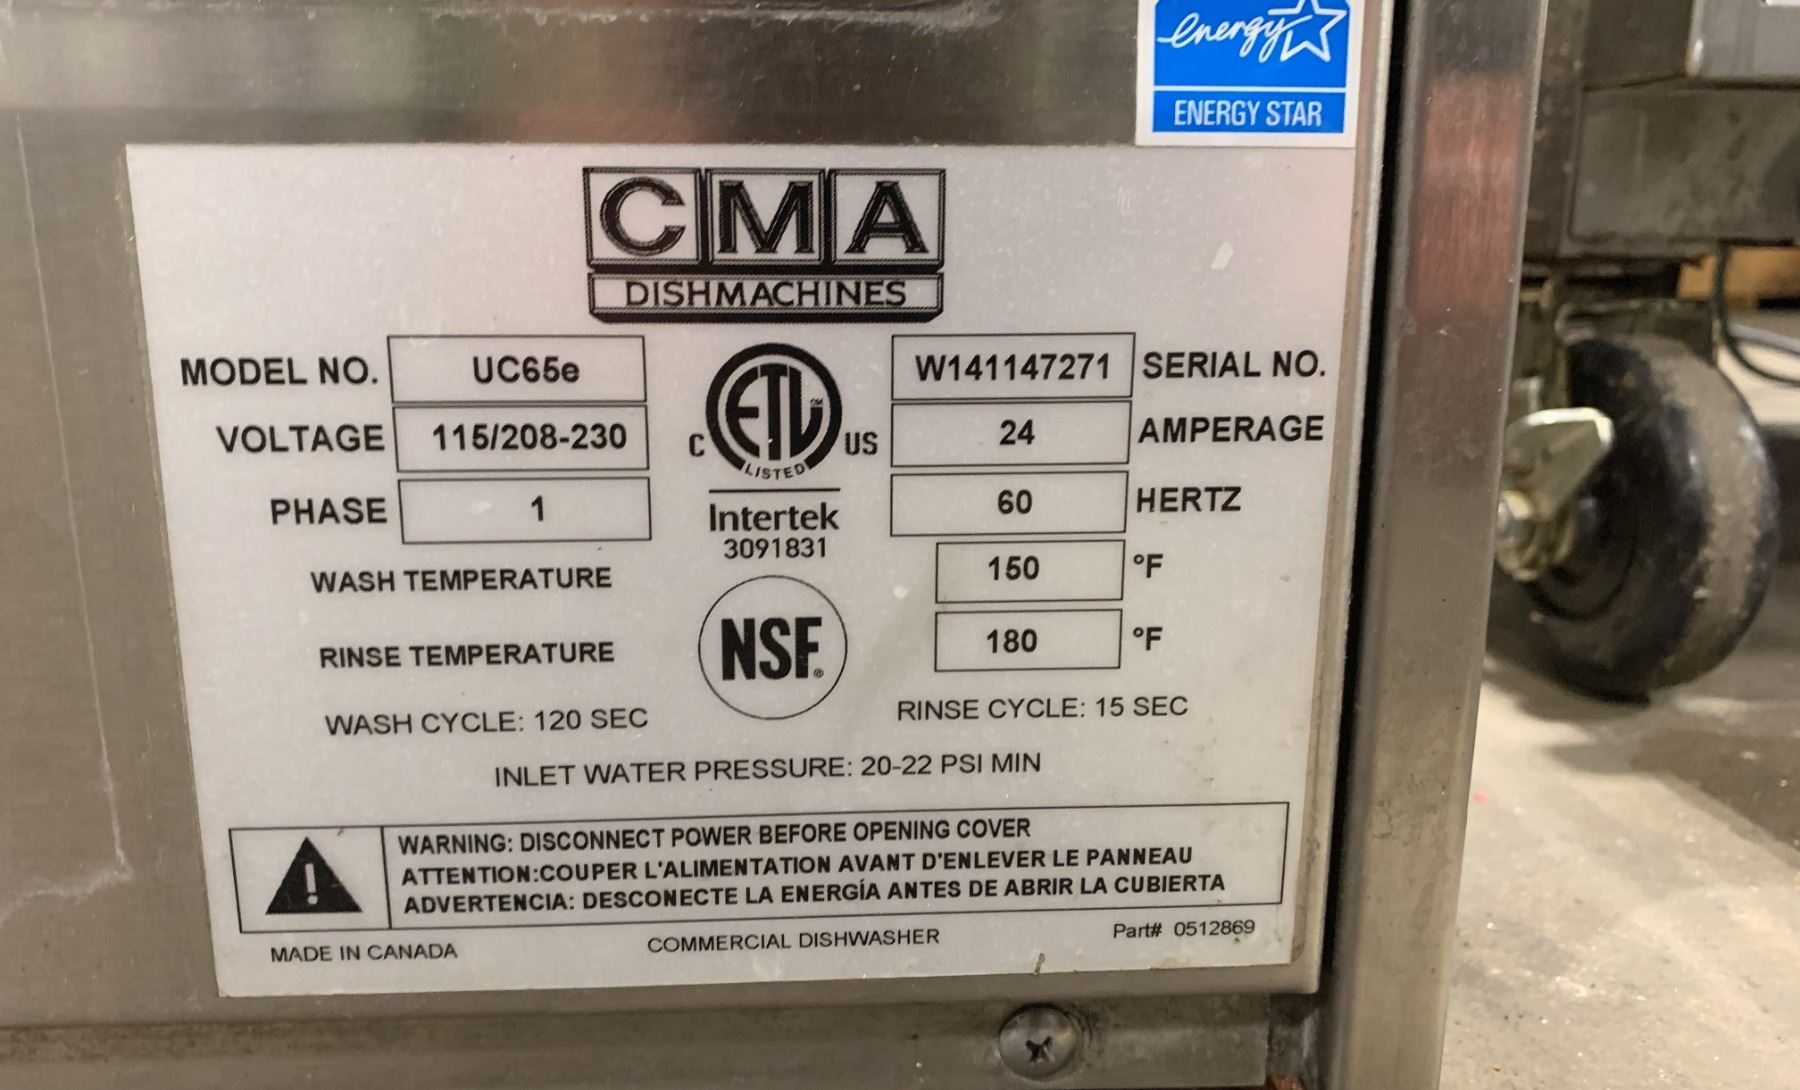 energy
ENERGY STAR
CMA
DISHMACHINES
MODEL NO. UC65e W141147271 SERIAL NO.
VOLTAGE 115/208-230 24 AMPERAGE
C ETL SM US
LISTED
PHASE 1 60 HERTZ
Intertek
3091831
WASH TEMPERATURE 150 °F
RINSE TEMPERATURE 180 °F
NSF®
WASH CYCLE: 120 SEC RINSE CYCLE: 15 SEC
INLET WATER PRESSURE: 20-22 PSI MIN
! WARNING: DISCONNECT POWER BEFORE OPENING COVER
ATTENTION:COUPER L'ALIMENTATION AVANT D'ENLEVER LE PANNEAU
ADVERTENCIA: DESCONECTE LA ENERGÍA ANTES DE ABRIR LA CUBIERTA
MADE IN CANADA COMMERCIAL DISHWASHER Part# 0512869